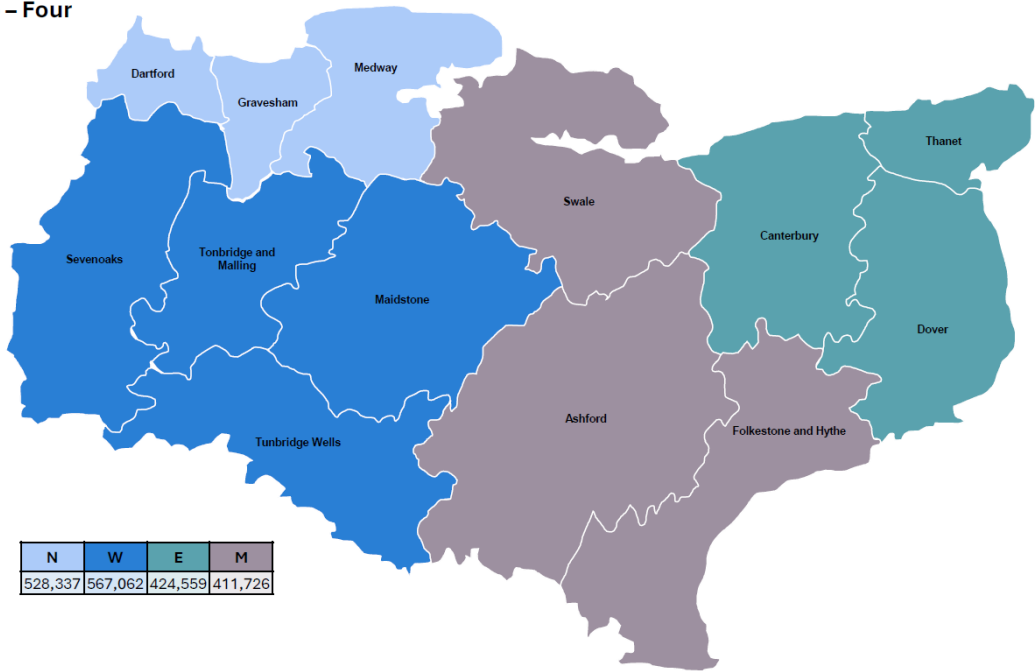 – Four
Dartford
Medway
Gravesham
Thanet
Swale
Canterbury
Sevenoaks
Tonbridge and
Malling
Maidstone
Dover
Ashford
Folkestone and Hythe
Tunbridge Wells
N W E M
528,337 567,062 424,559 411,726